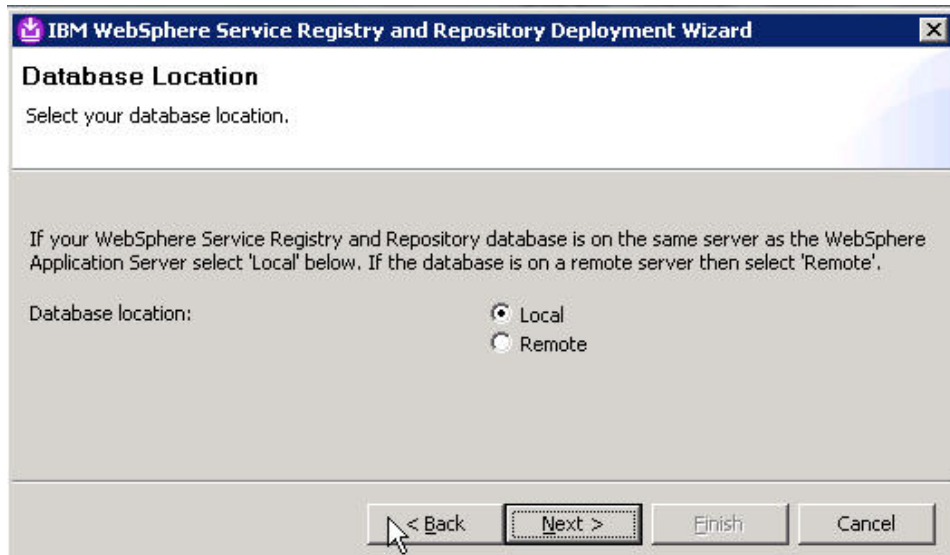 IBM WebSphere Service Registry and Repository Deployment Wizard
Database Location
Select your database location.
If your WebSphere Service Registry and Repository database is on the same server as the WebSphere
Application Server select 'Local' below. If the database is on a remote server then select 'Remote'.
Database location:
Local
Remote
< Back
Next >
Finish
Cancel